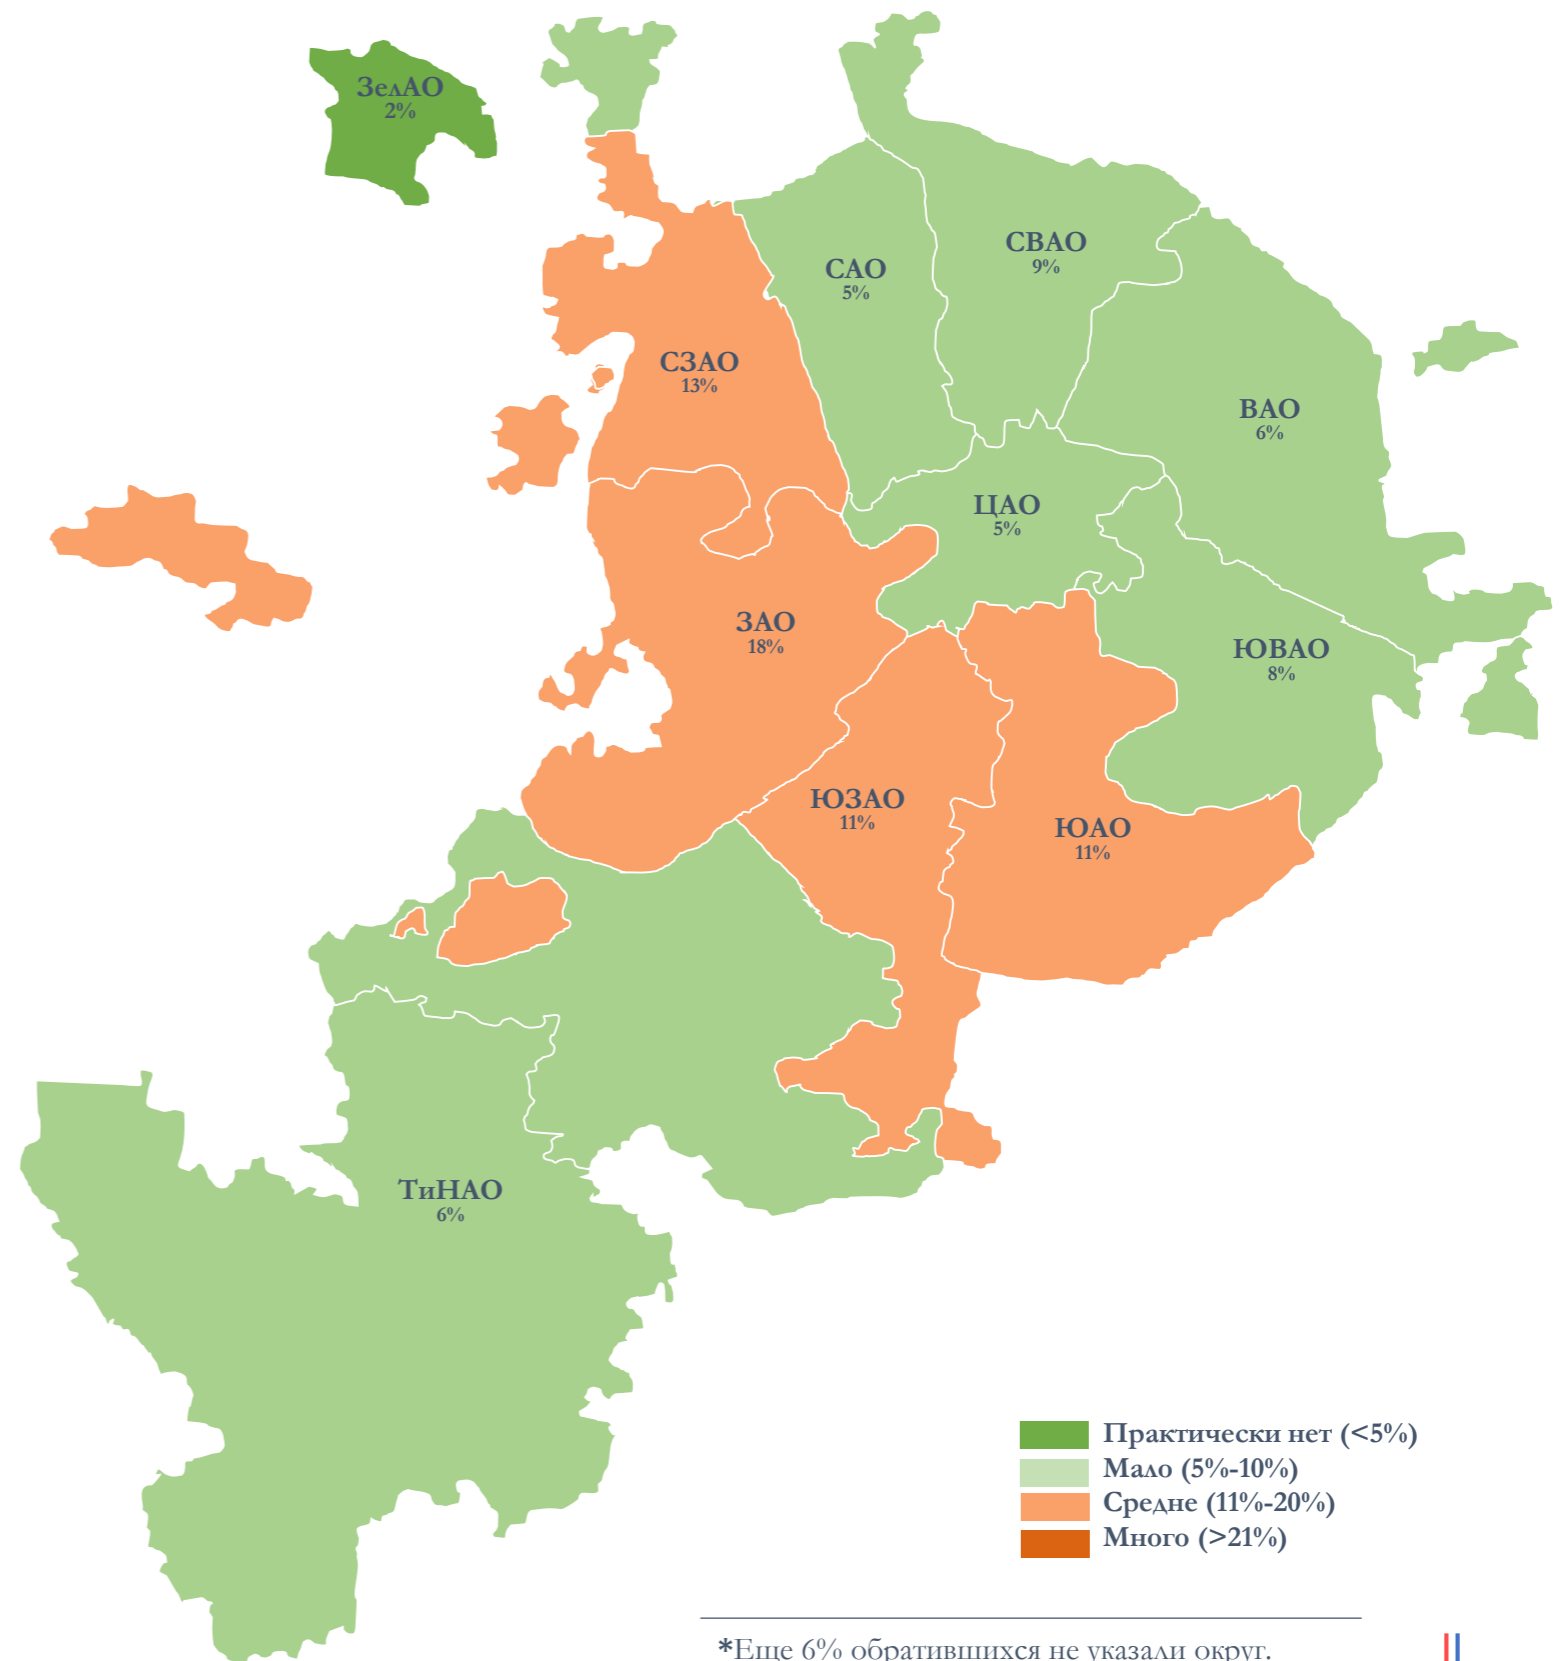 ЗелАО
2%
СВАО
9%
САО
5%
СЗАО
13%
ВАО
6%
ЦАО
5%
ЗАО
18%
ЮВАО
8%
ЮЗАО
11%
ЮАО
11%
ТиНАО
6%
Практически нет (<5%)
Мало (5%-10%)
Средне (11%-20%)
Много (>21%)
*Еще 6% обратившихся не указали округ.